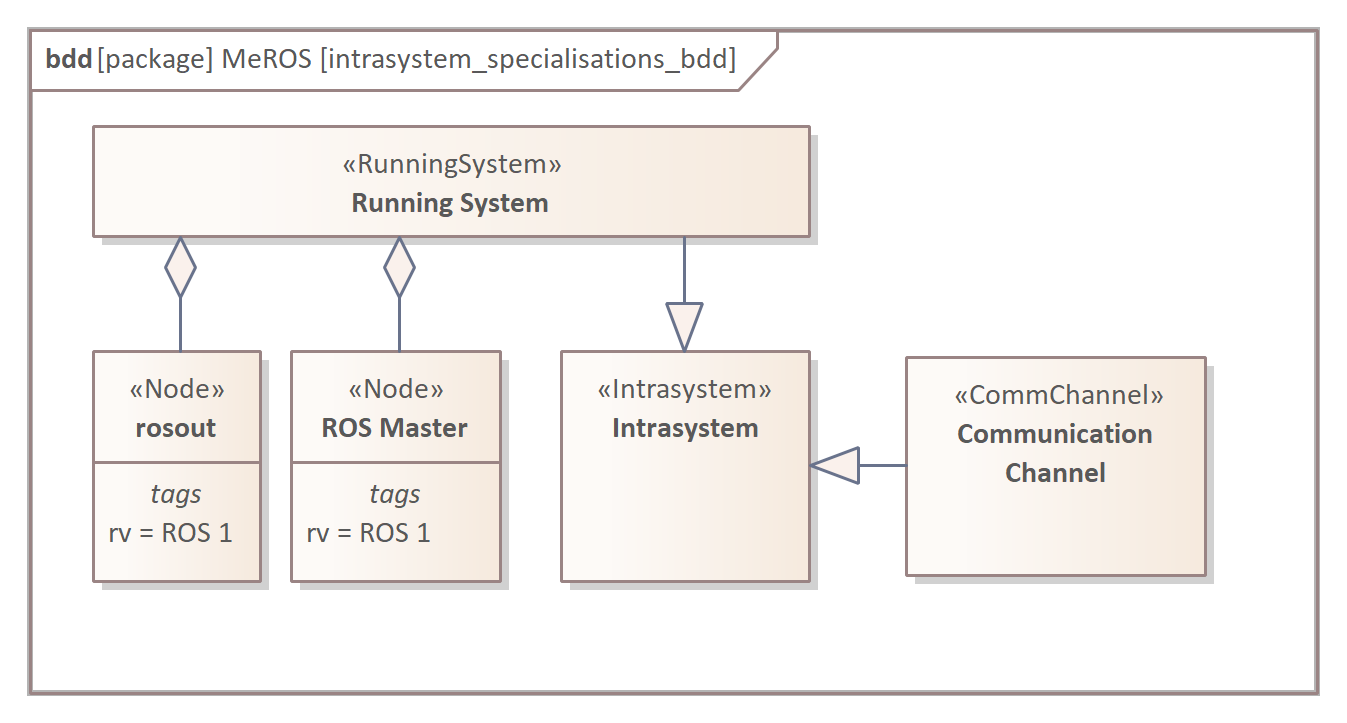 bdd [package] MeROS [intrasystem_specialisations_bdd]
«RunningSystem»
Running System
«Node»
rosout
tags
rv = ROS 1
«Node»
ROS Master
tags
rv = ROS 1
«Intrasystem»
Intrasystem
«CommChannel»
Communication
Channel